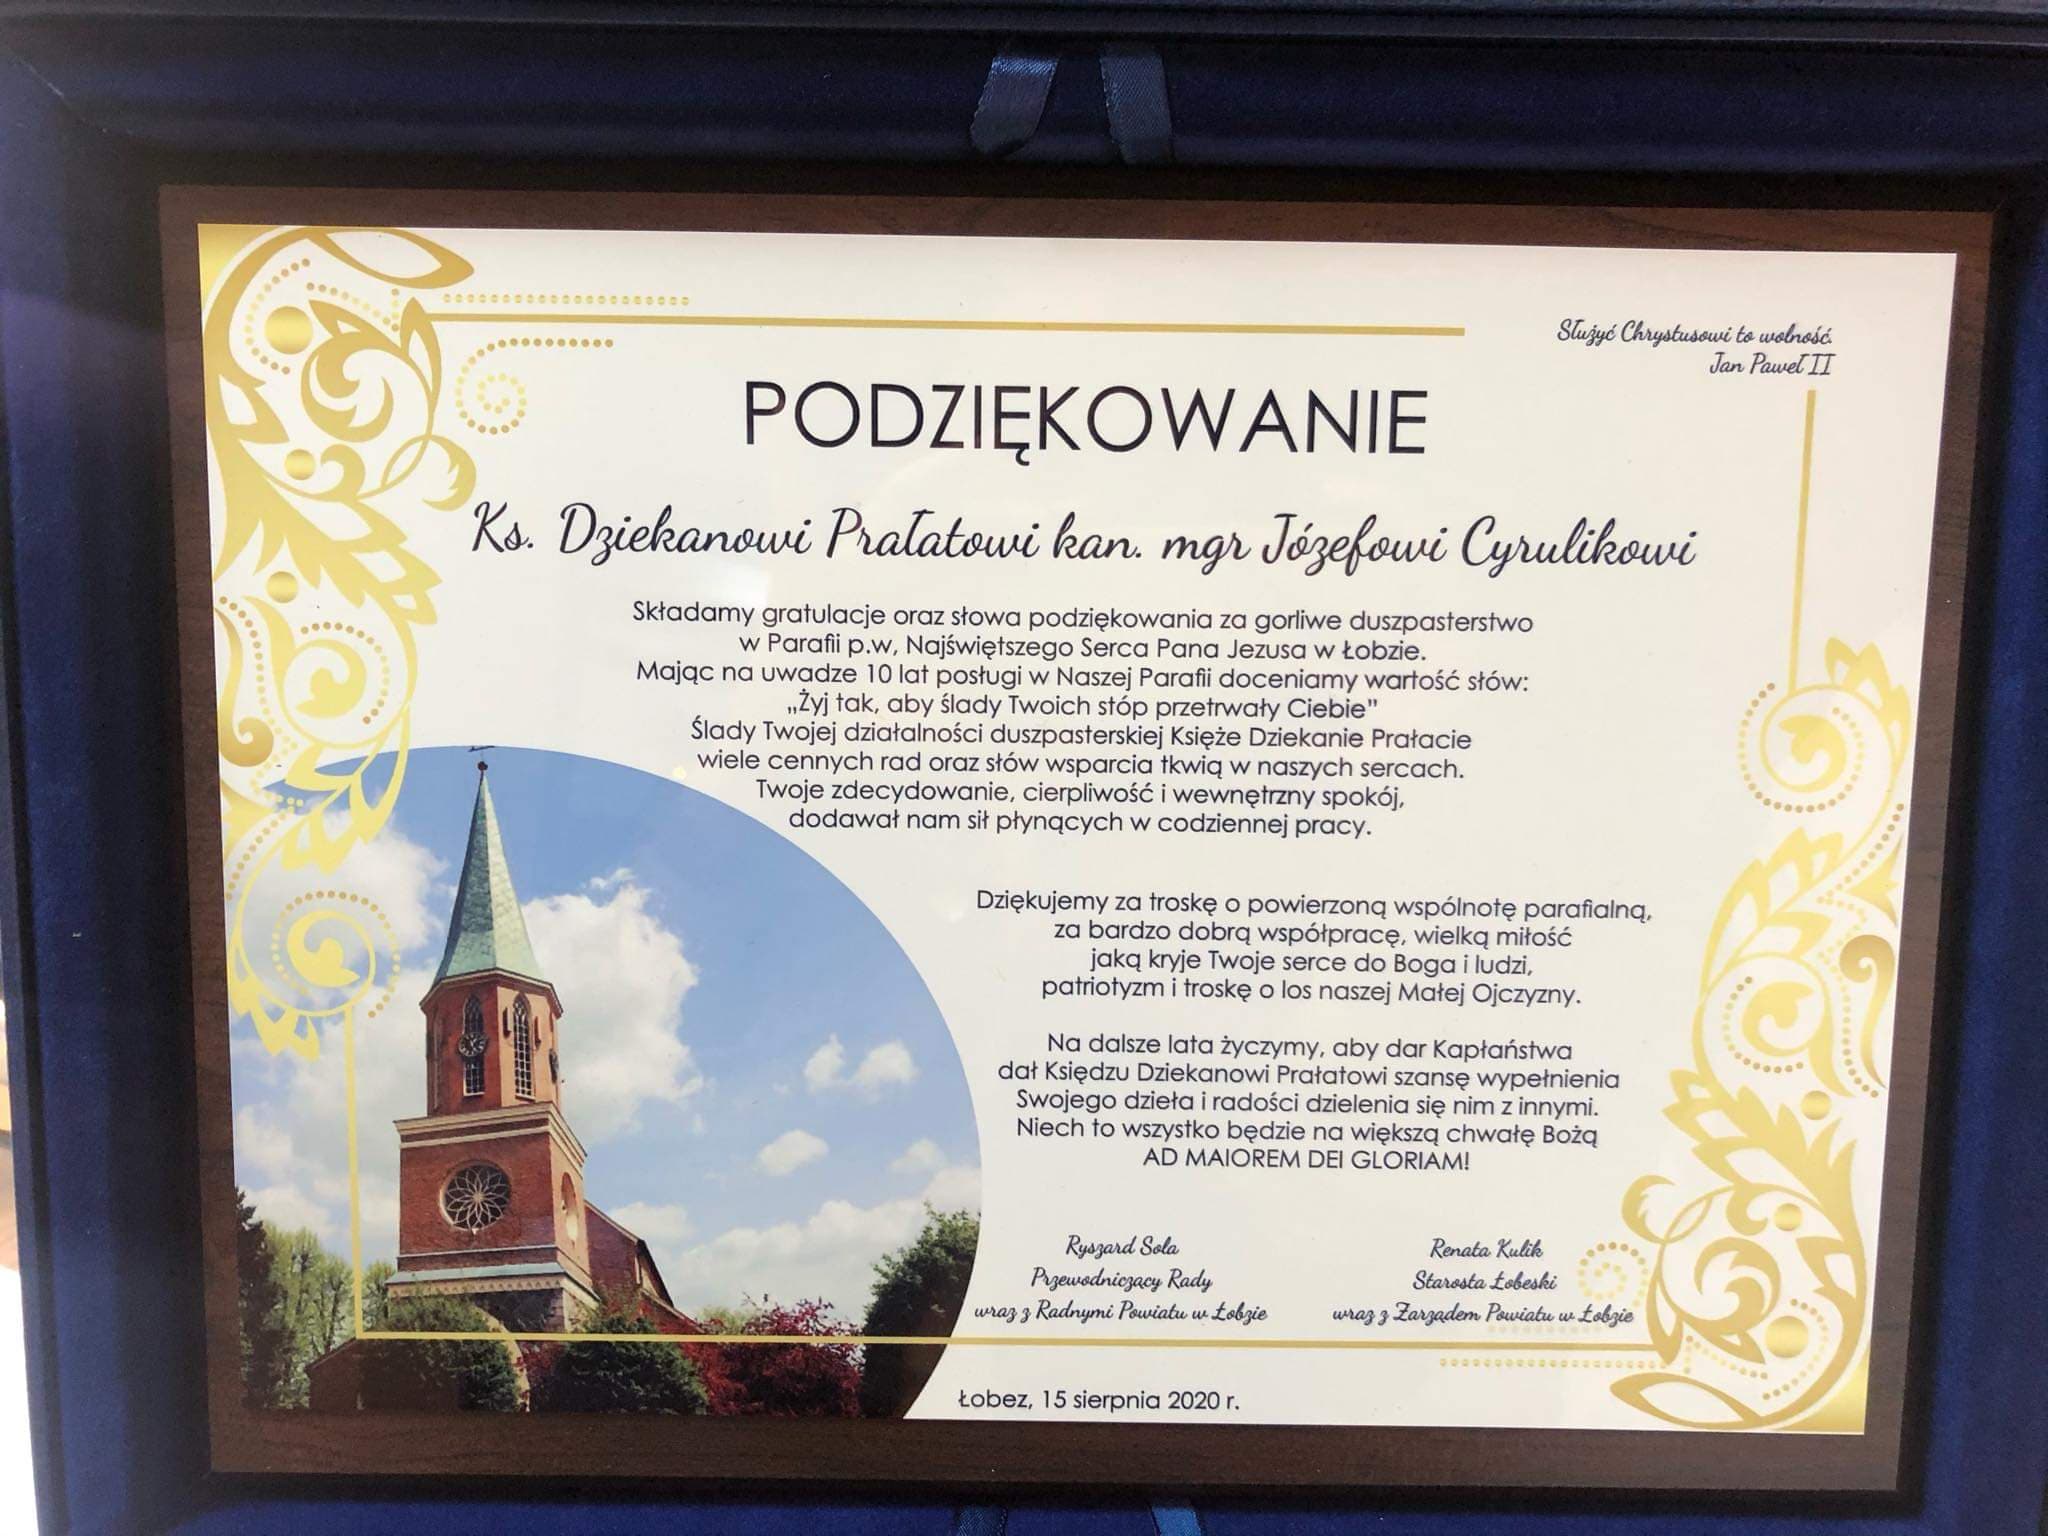 Służyć Chrystusowi to wolność.
Jan Paweł II
PODZIĘKOWANIE
Ks. Dziekanowi Prałatowi kan. mgr Józefowi Cyrulikowi
Składamy gratulacje oraz słowa podziękowania za gorliwe duszpasterstwo
w Parafii p.w, Najświętszego Serca Pana Jezusa w Łobzie.
Mając na uwadze 10 lat posługi w Naszej Parafii doceniamy wartość słów:
„Żyj tak, aby ślady Twoich stóp przetrwały Ciebie"
Ślady Twojej działalności duszpasterskiej Księże Dziekanie Prałacie
wiele cennych rad oraz słów wsparcia tkwią w naszych sercach.
Twoje zdecydowanie, cierpliwość i wewnętrzny spokój,
dodawał nam sił płynących w codziennej pracy.
Dziękujemy za troskę o powierzoną wspólnotę parafialną,
za bardzo dobrą współpracę, wielką miłość
jaką kryje Twoje serce do Boga i ludzi,
patriotyzm i troskę o los naszej Małej Ojczyzny.
Na dalsze lata życzymy, aby dar Kapłaństwa
dał Księdzu Dziekanowi Prałatowi szansę wypełnienia
Swojego dzieła i radości dzielenia się nim z innymi.
Niech to wszystko będzie na większą chwałę Bożą
AD MAIOREM DEI GLORIAM!
Ryszard Sola
Przewodniczący Rady
wraz z Radnymi Powiatu w Łobzie
Renata Kulik
Starosta Łobeski
wraz z Zarządem Powiatu w Łobzie
Łobez, 15 sierpnia 2020 r.